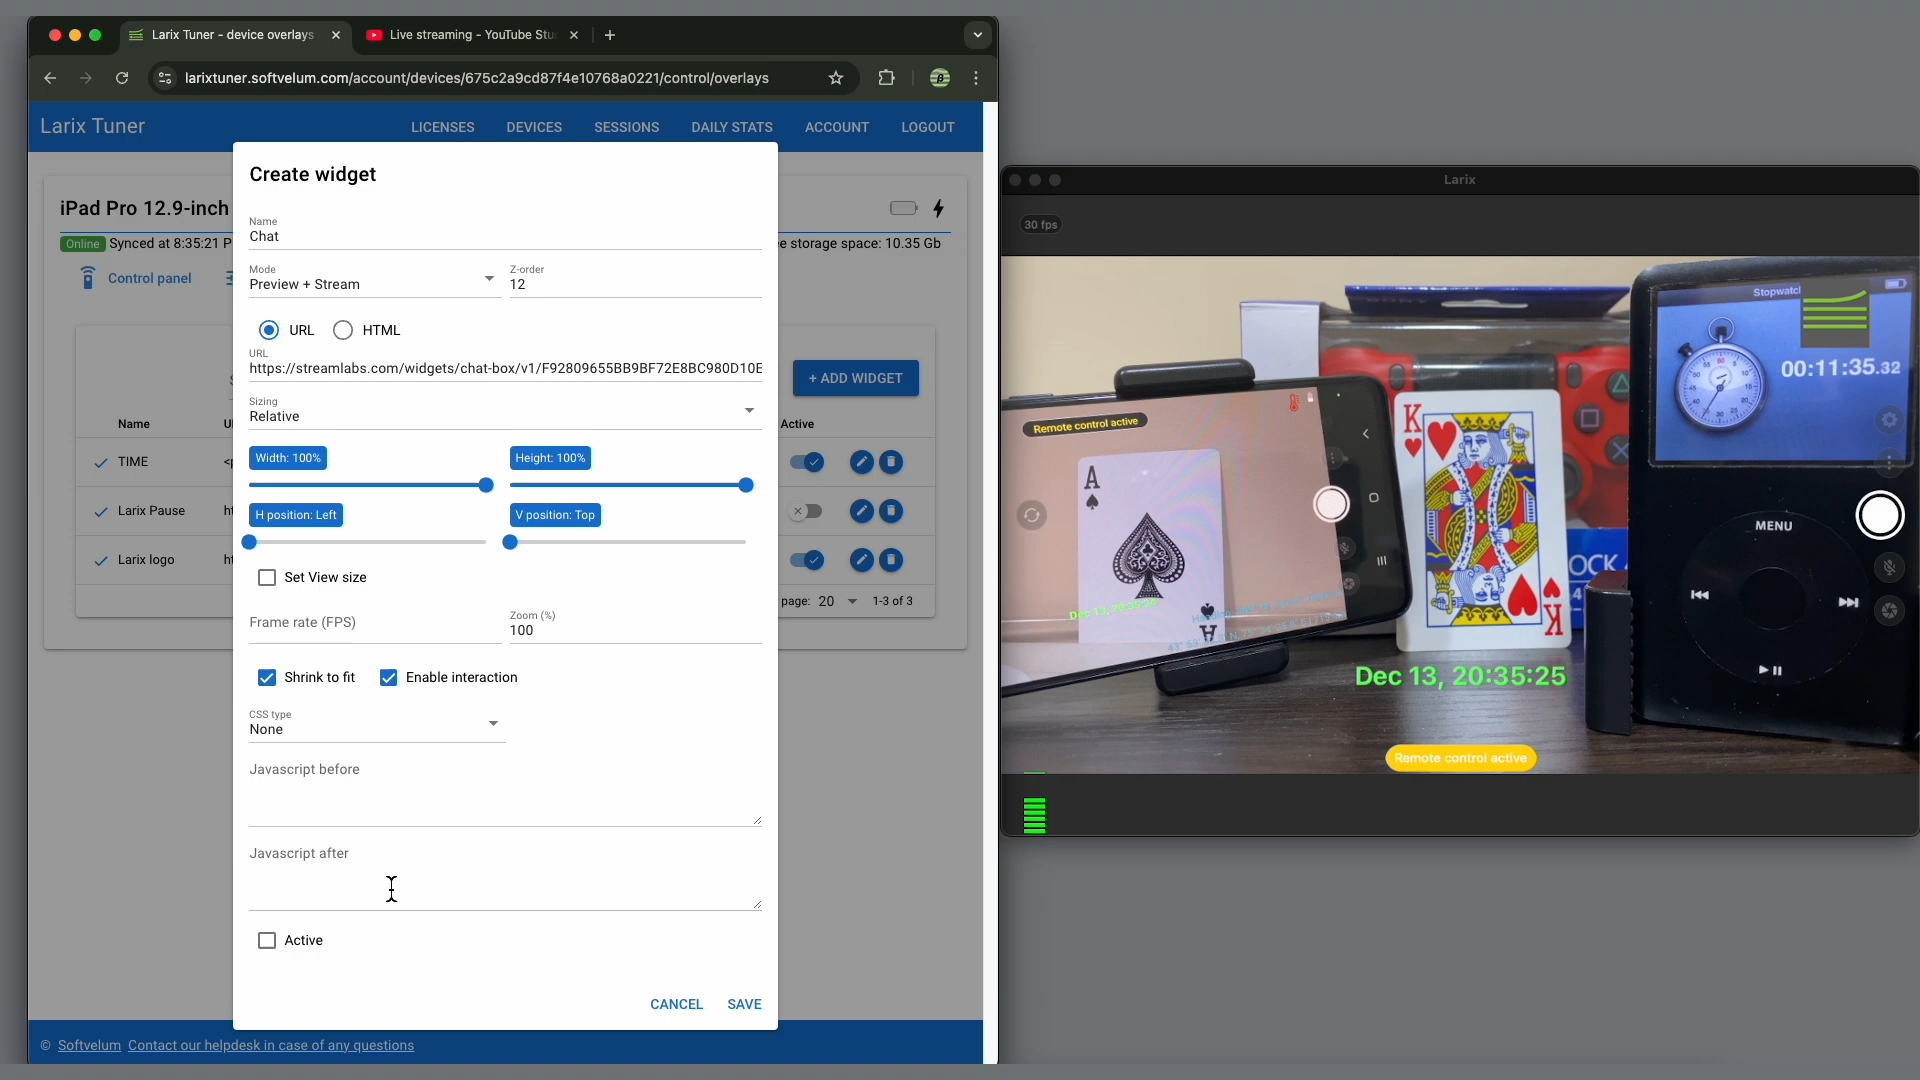 Larix Tuner - device overlays
Live streaming - YouTube Stu
larixtuner.softvelum.com/account/devices/675c2a9cd87f4e10768a0221/control/overlays
Larix Tuner
LICENSES
DEVICES
SESSIONS
DAILY STATS
ACCOUNT
LOGOUT
iPad Pro 12.9-inch
Online
Synced at 8:35:21 P
e storage space: 10.35 Gb
Control panel
+ ADD WIDGET
Name
Active
TIME
Larix Pause
Larix logo
page: 20
1-3 of 3
Create widget
Name
Chat
Mode
Preview + Stream
Z-order
12
URL
HTML
URL
https://streamlabs.com/widgets/chat-box/v1/F92809655BB9BF72E8BC980D10E
Sizing
Relative
Width: 100%
Height: 100%
H position: Left
V position: Top
Set View size
Frame rate (FPS)
Zoom (%)
100
Shrink to fit
Enable interaction
CSS type
None
Javascript before
Javascript after
Active
CANCEL
SAVE
© Softvelum Contact our helpdesk in case of any questions
Larix
30 fps
Stopwatc
00:11:35.32
Remote control active
A
K
MENU
OCK
Dec 13, 20:35:25
A
K
Dec 13, 20:35:25
Remote control active